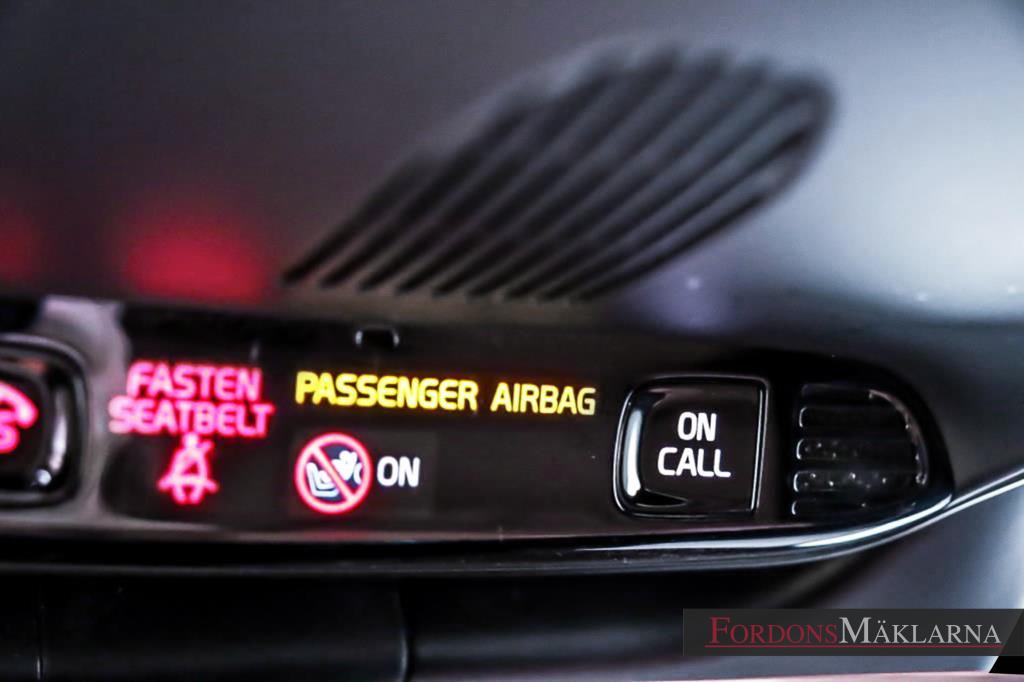 FASTEN
SEATBELT
PASSENGER AIRBAG
ON
ON
CALL
FORDONSMÄKLARNA